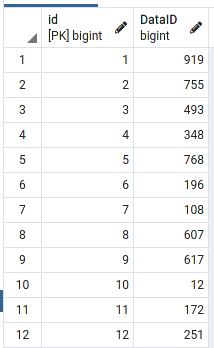 id DataID
[PK] bigint bigint
1 1 919
2 2 755
3 3 493
4 4 348
5 5 768
6 6 196
7 7 108
8 8 607
9 9 617
10 10 12
11 11 172
12 12 251